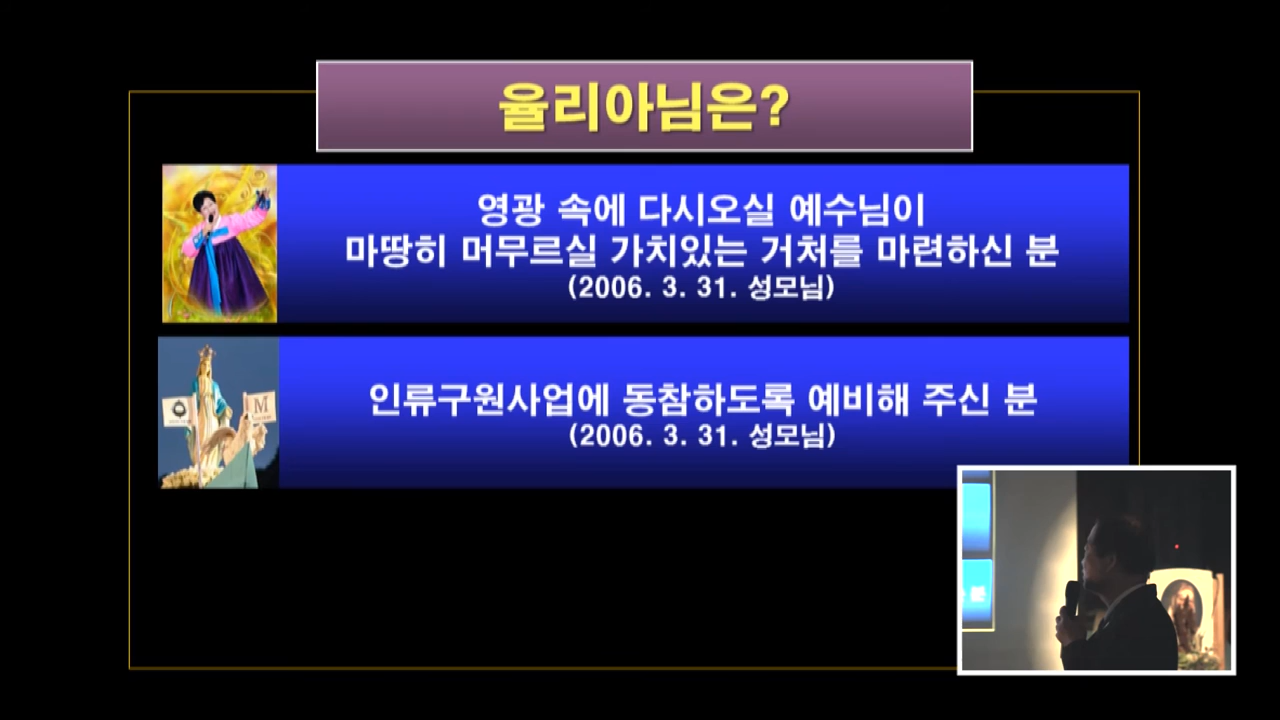 율리아님은?
영광 속에 다시오실 예수님이
마땅히 머무르실 가치있는 거처를 마련하신 분
(2006. 3. 31. 성모님)
인류구원사업에 동참하도록 예비해 주신 분
(2006. 3. 31. 성모님)
M
분